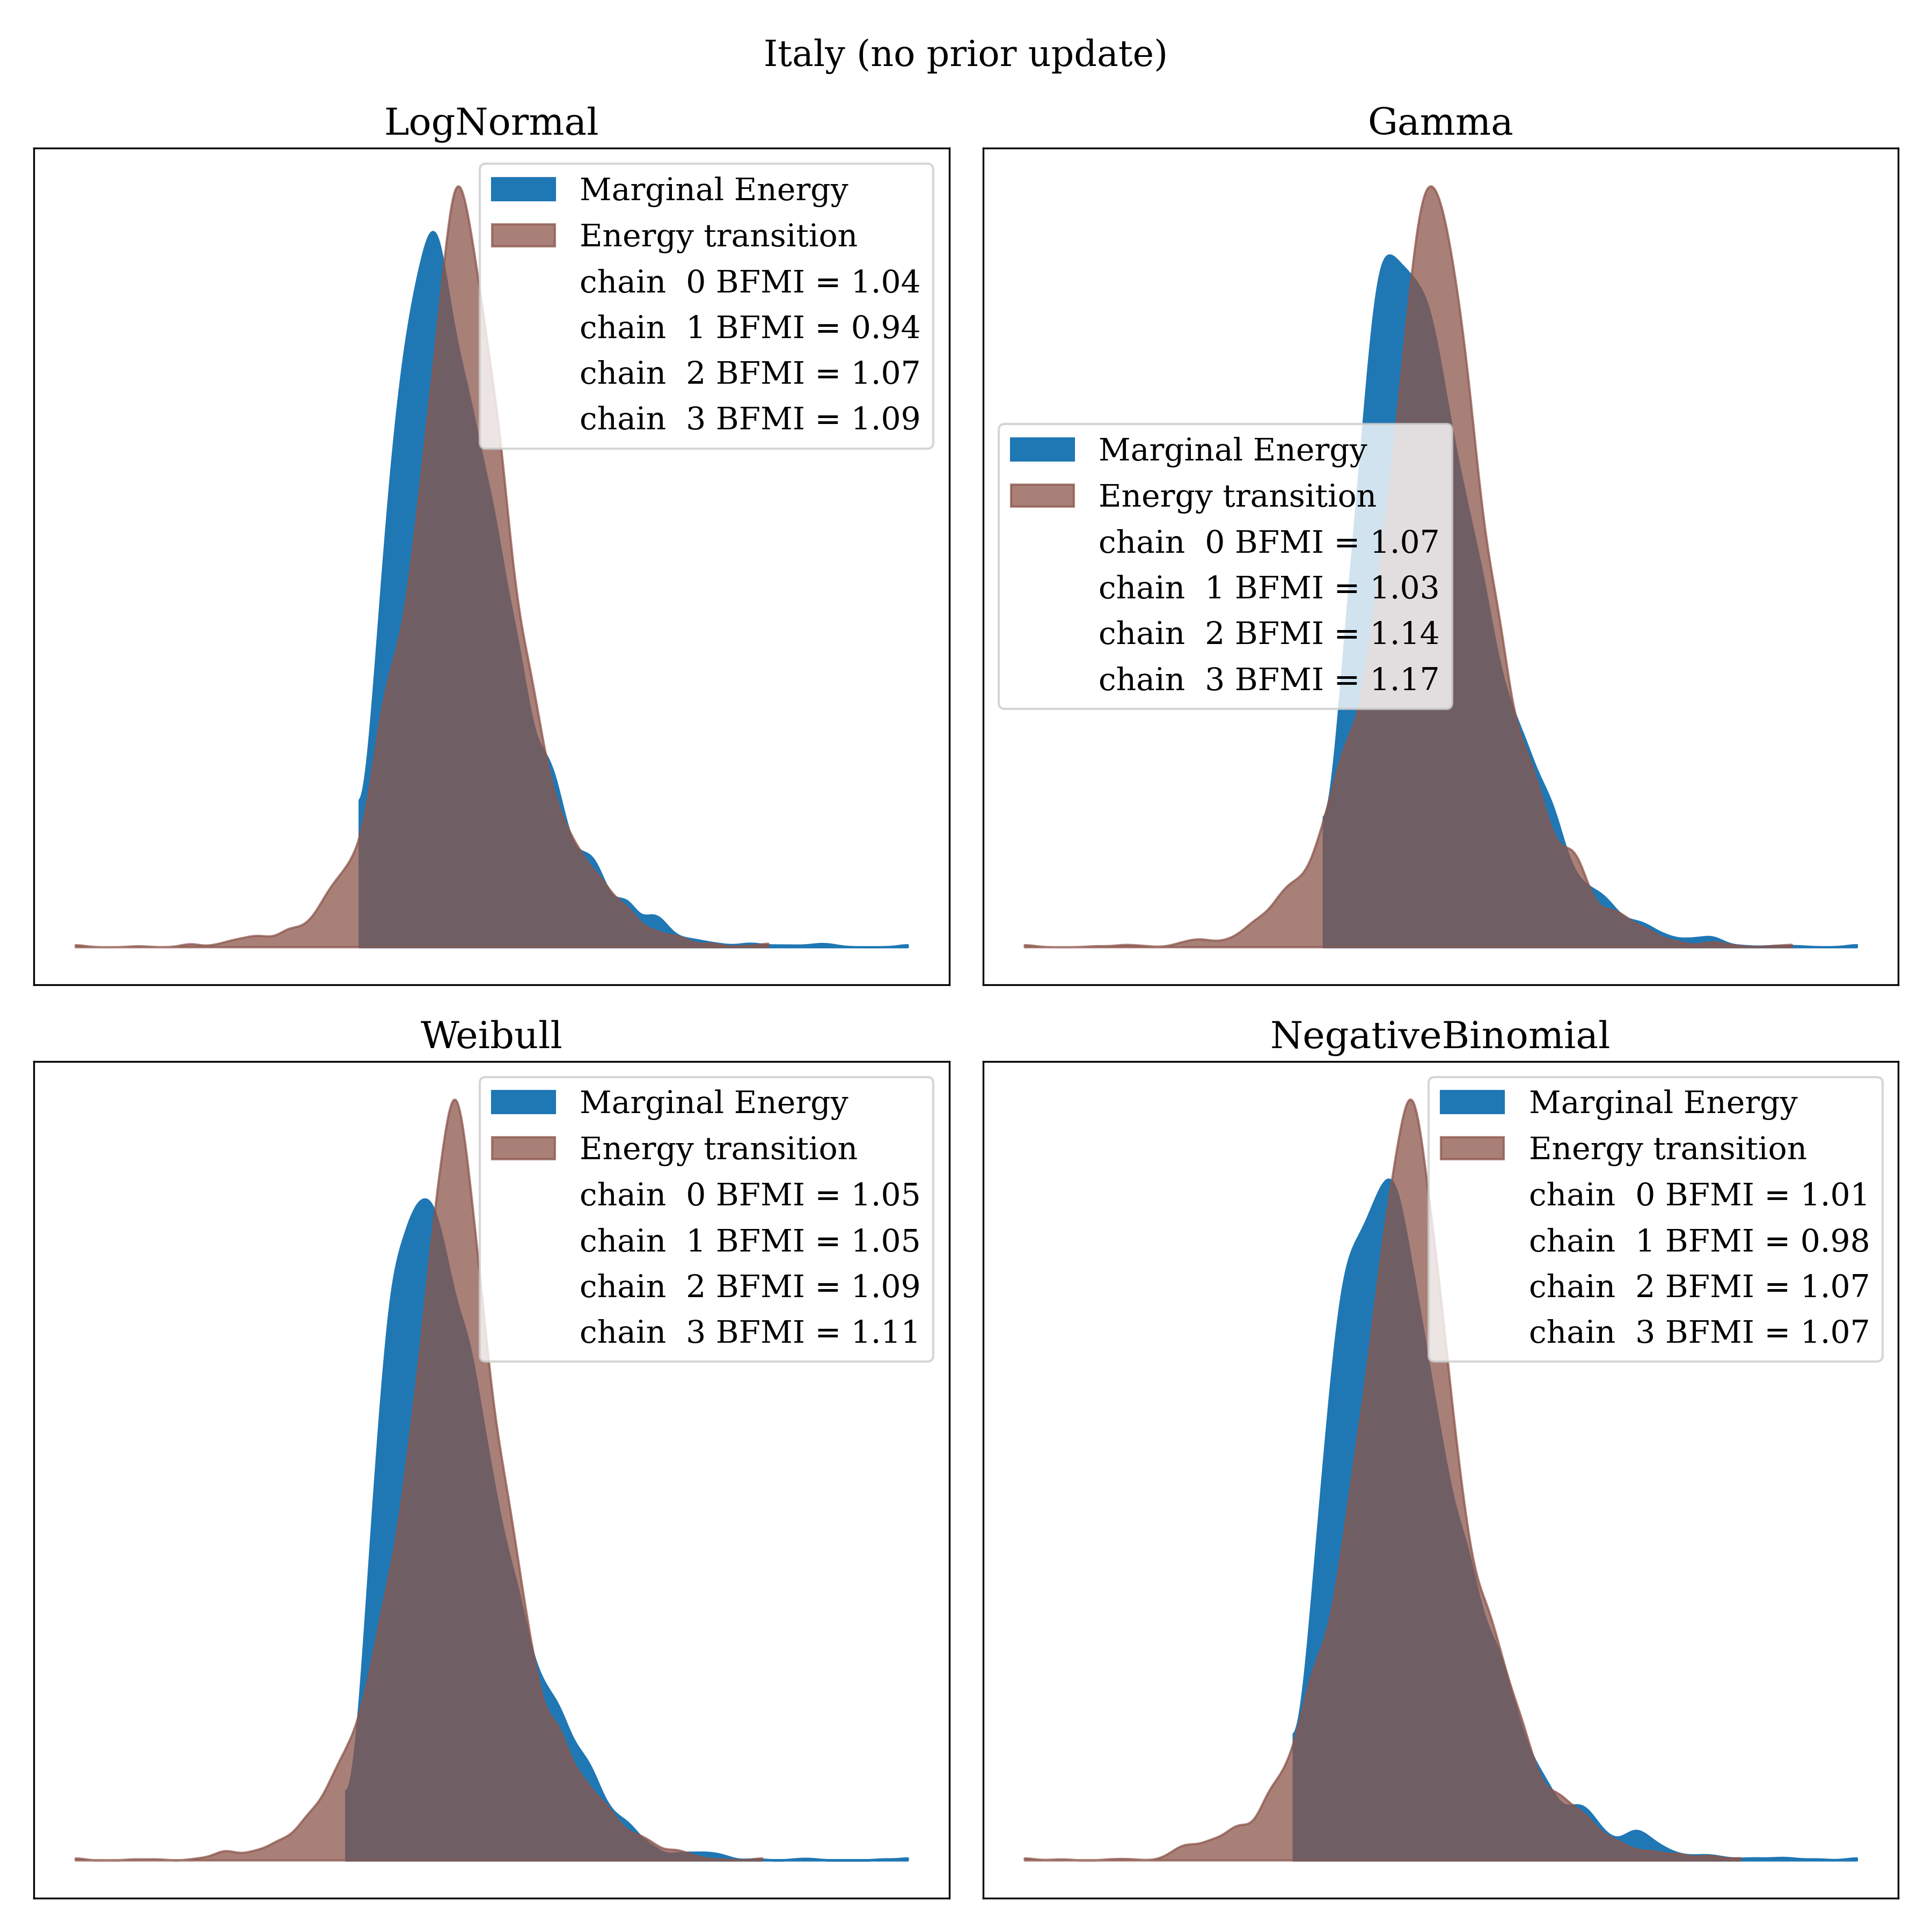 Italy (no prior update)
LogNormal
Marginal Energy
Energy transition
chain  0 BFMI = 1.04
chain  1 BFMI = 0.94
chain  2 BFMI = 1.07
chain  3 BFMI = 1.09
Gamma
Marginal Energy
Energy transition
chain  0 BFMI = 1.07
chain  1 BFMI = 1.03
chain  2 BFMI = 1.14
chain  3 BFMI = 1.17
Weibull
Marginal Energy
Energy transition
chain  0 BFMI = 1.05
chain  1 BFMI = 1.05
chain  2 BFMI = 1.09
chain  3 BFMI = 1.11
NegativeBinomial
Marginal Energy
Energy transition
chain  0 BFMI = 1.01
chain  1 BFMI = 0.98
chain  2 BFMI = 1.07
chain  3 BFMI = 1.07